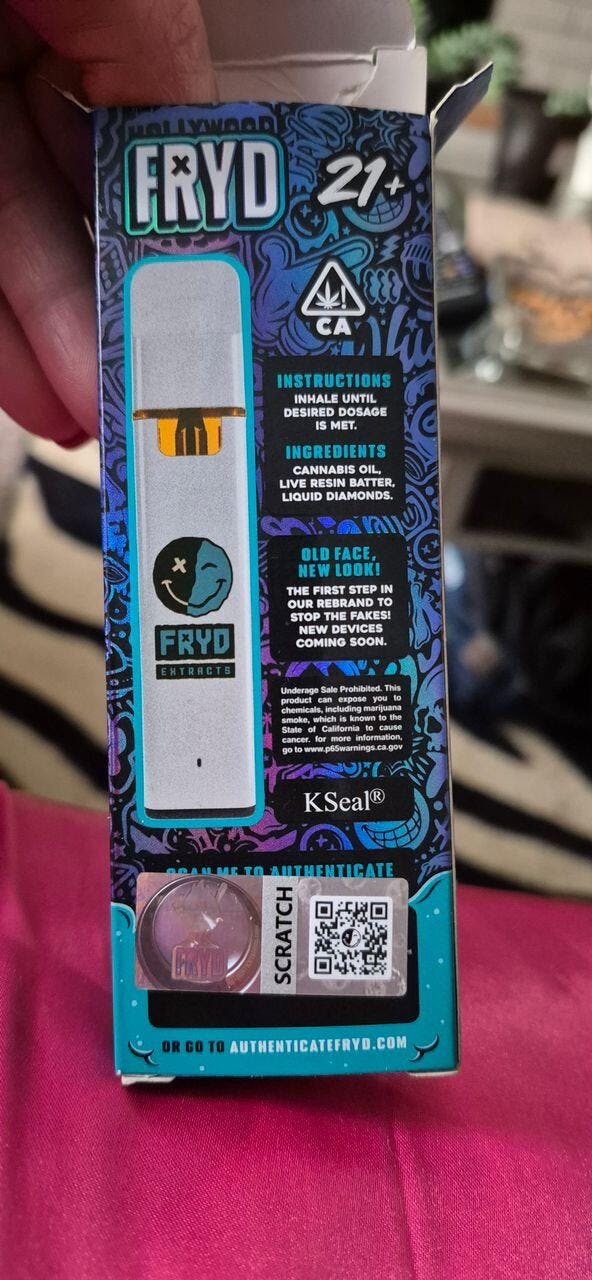 HOLLYWOOD
FRYD
21+
CA
INSTRUCTIONS
INHALE UNTIL
DESIRED DOSAGE
IS MET.
INGREDIENTS
CANNABIS OIL,
LIVE RESIN BATTER,
LIQUID DIAMONDS.
OLD FACE,
NEW LOOK!
THE FIRST STEP IN
OUR REBRAND TO
STOP THE FAKES!
NEW DEVICES
COMING SOON.
FRYD
EXTRACTS
Underage Sale Prohibited. This
product can expose you to
chemicals, including marijuana
smoke, which is known to the
State of California to cause
cancer. for more information,
go to www.p65warnings.ca.gov
KSeal®
SCAN ME TO AUTHENTICATE
FRYD
SCRATCH
OR GO TO AUTHENTICATEFRYD.COM